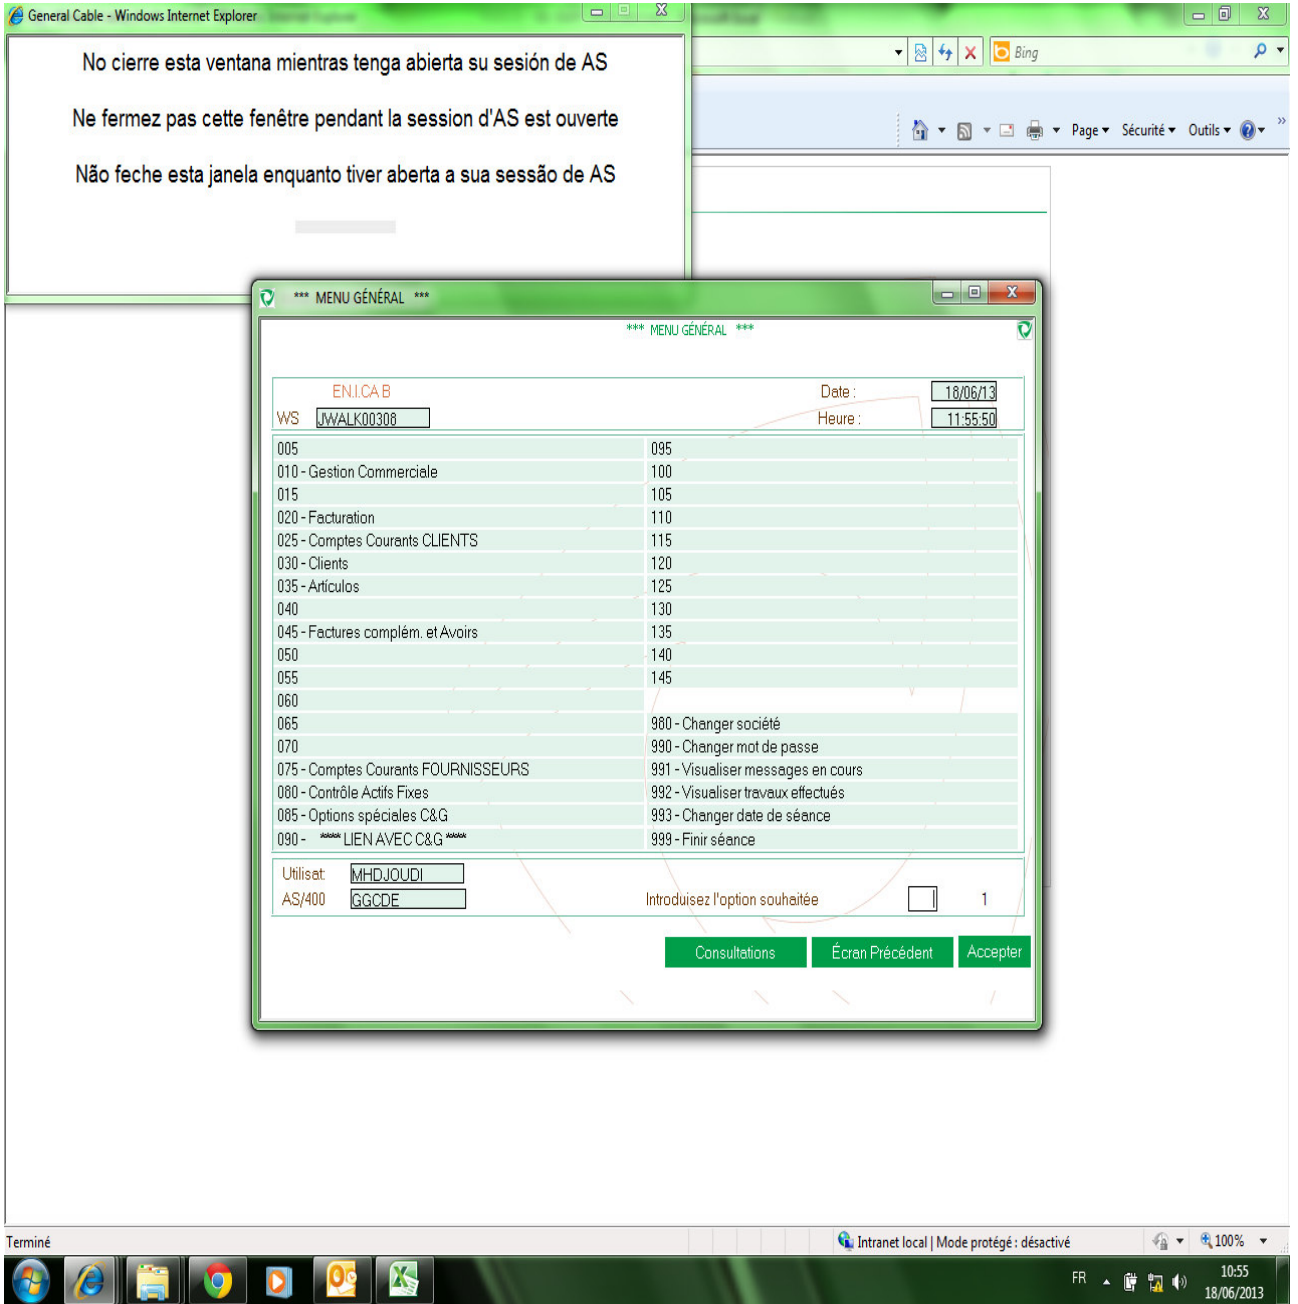 General Cable - Windows Internet Explorer
No cierre esta ventana mientras tenga abierta su sesión de AS
Ne fermez pas cette fenêtre pendant la session d'AS est ouverte
Não feche esta janela enquanto tiver aberta a sua sessão de AS
Bing
Page
Sécurité
Outils
*** MENU GÉNÉRAL ***
*** MENU GÉNÉRAL ***
EN.I.CA B
Date :
18/06/13
WS
JWALK00308
Heure :
11:55:50
005
010 - Gestion Commerciale
015
020 - Facturation
025 - Comptes Courants CLIENTS
030 - Clients
035 - Artículos
040
045 - Factures complém. et Avoirs
050
055
060
065
070
075 - Comptes Courants FOURNISSEURS
080 - Contrôle Actifs Fixes
085 - Options spéciales C&G
090 - **** LIEN AVEC C&G ****
095
100
105
110
115
120
125
130
135
140
145
980 - Changer société
990 - Changer mot de passe
991 - Visualiser messages en cours
992 - Visualiser travaux effectués
993 - Changer date de séance
999 - Finir séance
Utilisat:
MHDJOUDI
AS/400
GGCDE
Introduisez l'option souhaitée
1
Consultations
Écran Précédent
Accepter
Terminé
Intranet local | Mode protégé : désactivé
100%
FR
10:55
18/06/2013